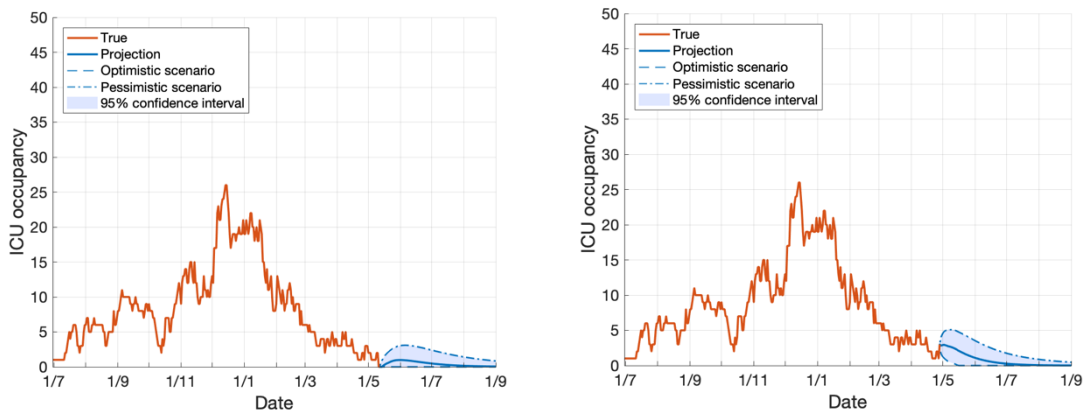 50
45
40
35
30
25
20
15
10
5
0
ICU occupancy
True
Projection
Optimistic scenario
Pessimistic scenario
95% confidence interval
1/7 1/9 1/11 1/1 1/3 1/5 1/7 1/9
Date
50
45
40
35
30
25
20
15
10
5
0
ICU occupancy
True
Projection
Optimistic scenario
Pessimistic scenario
95% confidence interval
1/7 1/9 1/11 1/1 1/3 1/5 1/7 1/9
Date